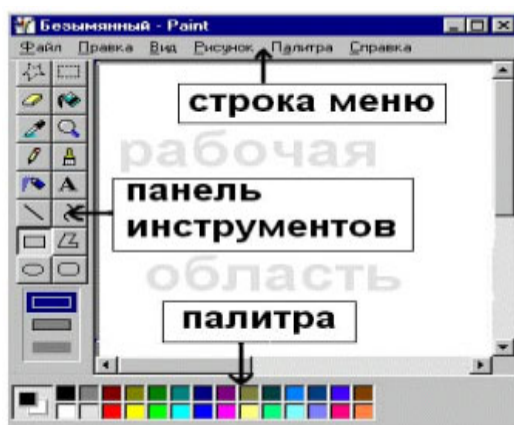 Безымянный - Paint
Файл Правка Вид Рисунок Палитра Справка
строка меню
рабочая
A
панель
инструментов
область
палитра